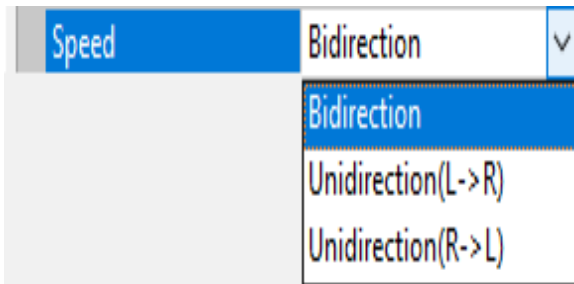 Speed Bidirection
Bidirection
Unidirection(L->R)
Unidirection(R->L)